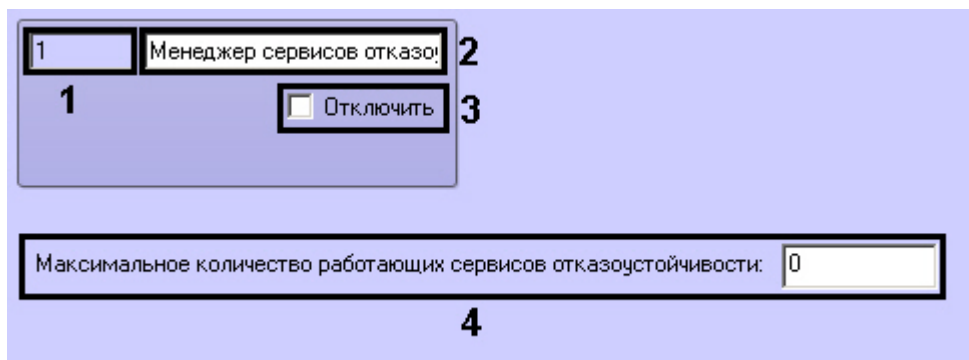 1 Менеджер сервисов отказо 2
1 Отключить 3
Максимальное количество работающих сервисов отказоустойчивости: 0
4